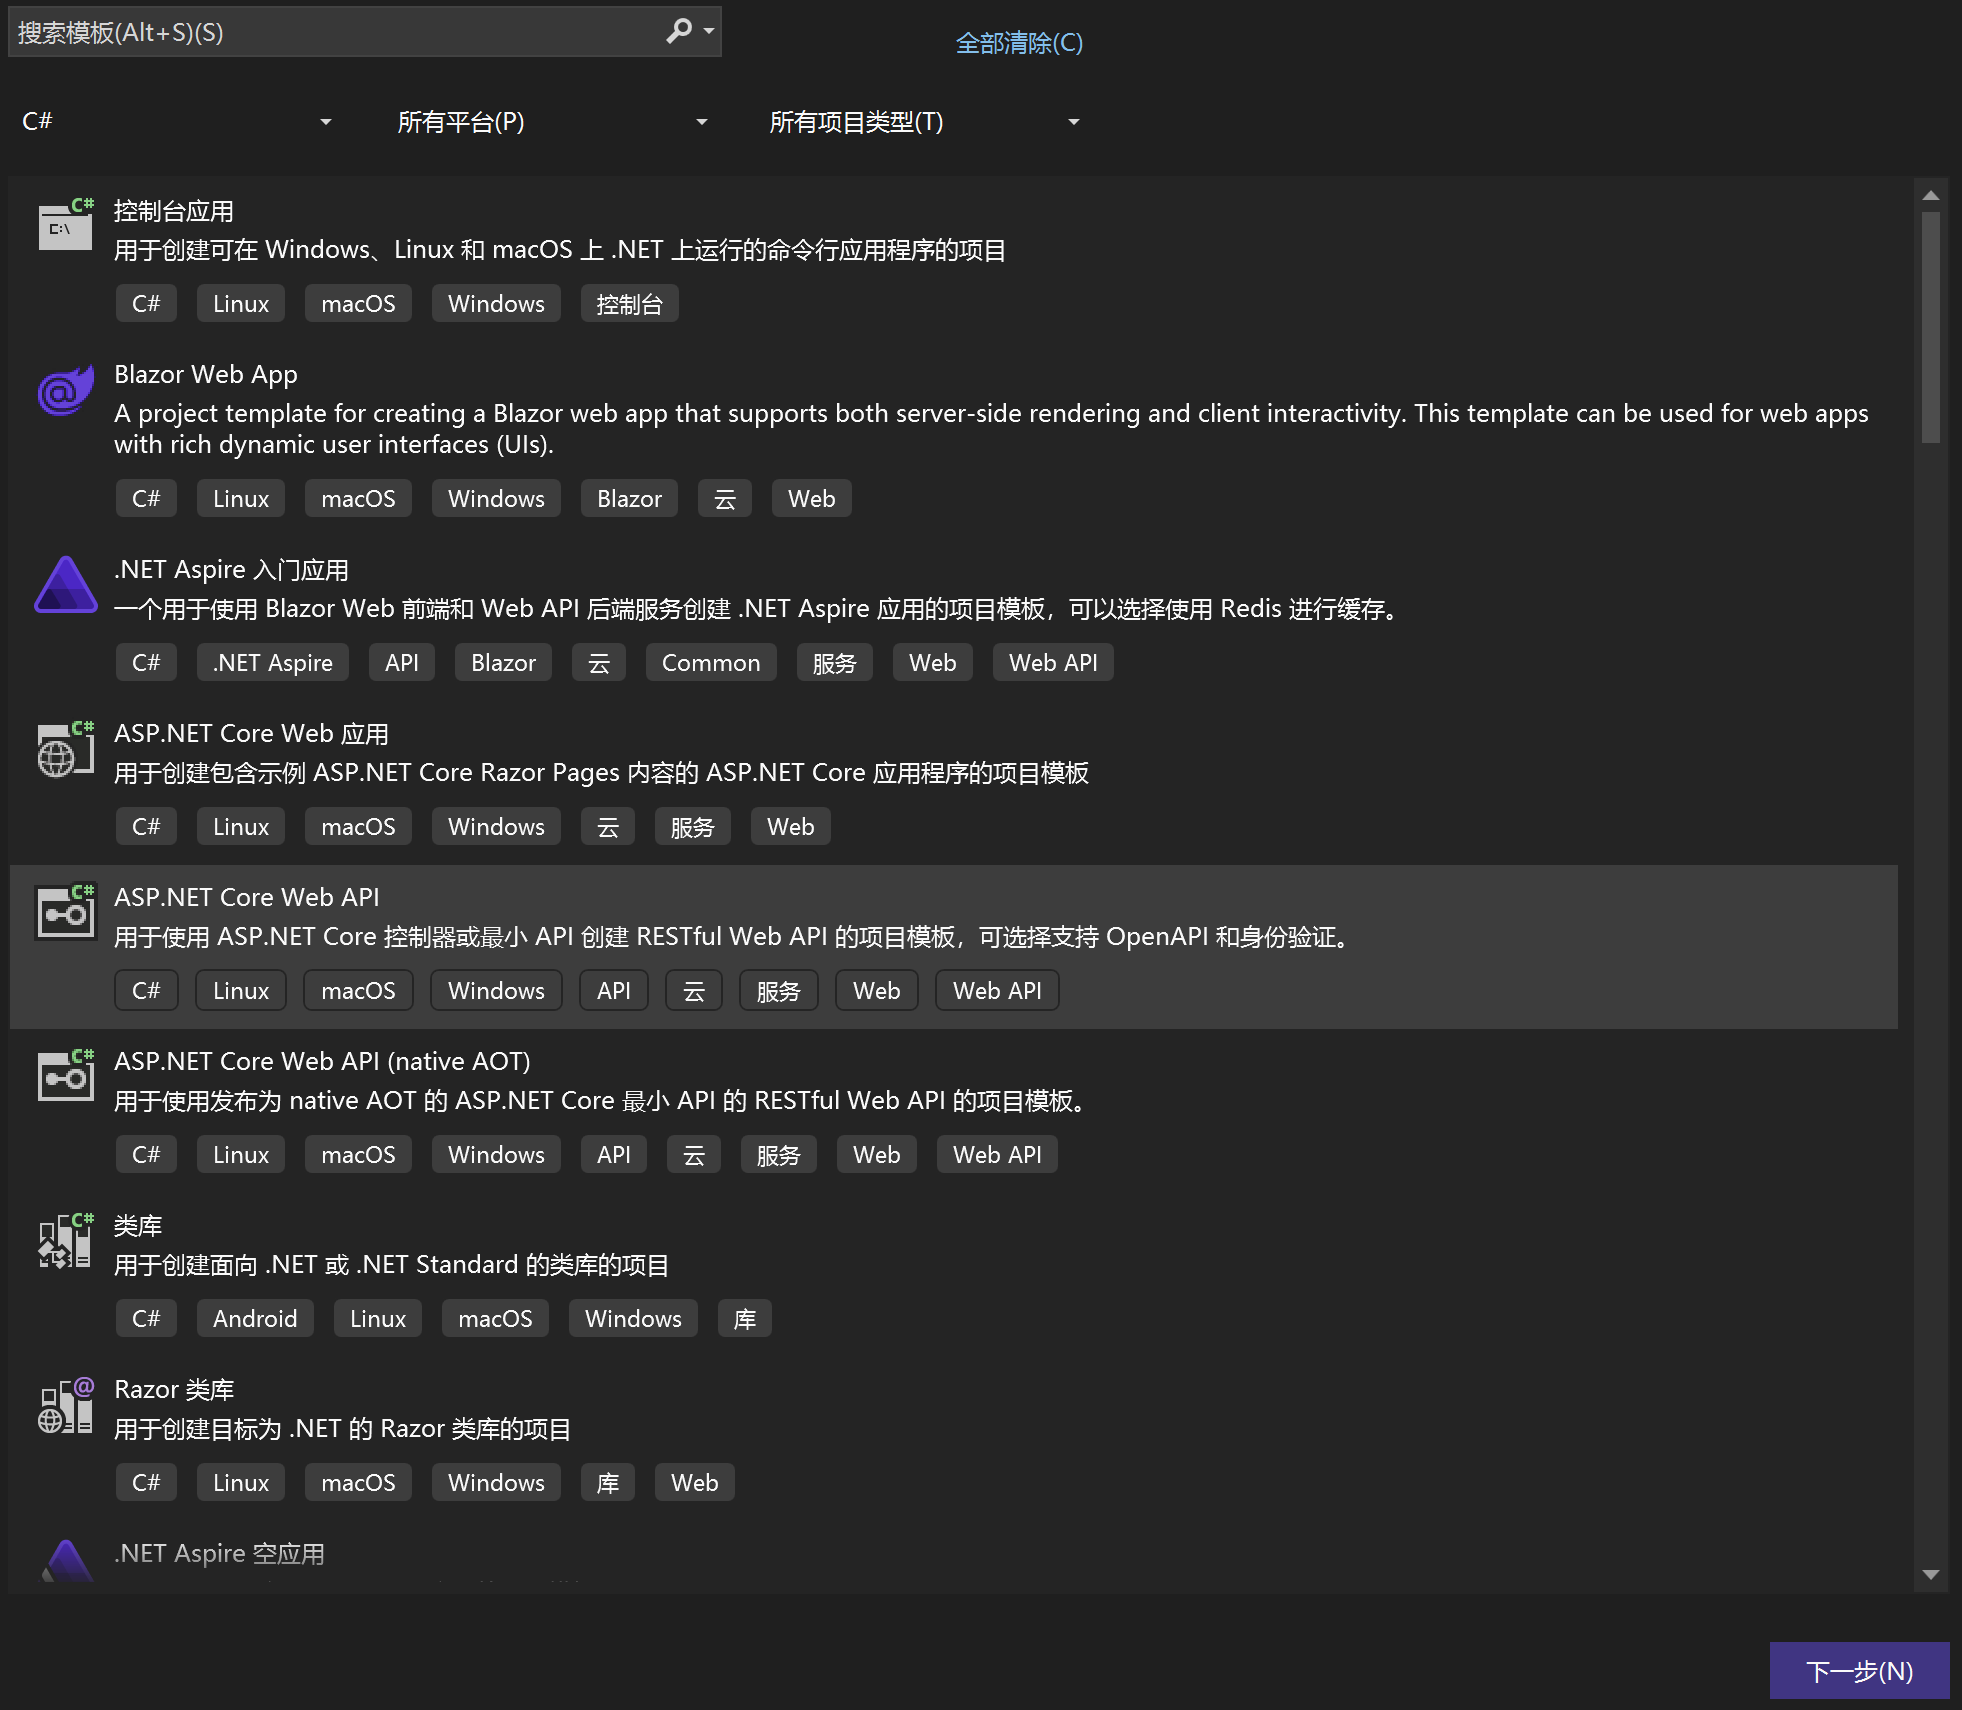 搜索模板(Alt+S)(S)
全部清除(C)
C#
所有平台(P)
所有项目类型(T)
C#
C:\
控制台应用
用于创建可在 Windows、Linux 和 macOS 上 .NET 上运行的命令行应用程序的项目
C# Linux macOS Windows 控制台
Blazor Web App
A project template for creating a Blazor web app that supports both server-side rendering and client interactivity. This template can be used for web apps
with rich dynamic user interfaces (UIs).
C# Linux macOS Windows Blazor 云 Web
.NET Aspire 入门应用
一个用于使用 Blazor Web 前端和 Web API 后端服务创建 .NET Aspire 应用的项目模板，可以选择使用 Redis 进行缓存。
C# .NET Aspire API Blazor 云 Common 服务 Web Web API
C#
ASP.NET Core Web 应用
用于创建包含示例 ASP.NET Core Razor Pages 内容的 ASP.NET Core 应用程序的项目模板
C# Linux macOS Windows 云 服务 Web
C#
ASP.NET Core Web API
用于使用 ASP.NET Core 控制器或最小 API 创建 RESTful Web API 的项目模板，可选择支持 OpenAPI 和身份验证。
C# Linux macOS Windows API 云 服务 Web Web API
C#
ASP.NET Core Web API (native AOT)
用于使用发布为 native AOT 的 ASP.NET Core 最小 API 的 RESTful Web API 的项目模板。
C# Linux macOS Windows API 云 服务 Web Web API
C#
类库
用于创建面向 .NET 或 .NET Standard 的类库的项目
C# Android Linux macOS Windows 库
Razor 类库
用于创建目标为 .NET 的 Razor 类库的项目
C# Linux macOS Windows 库 Web
.NET Aspire 空应用
下一步(N)